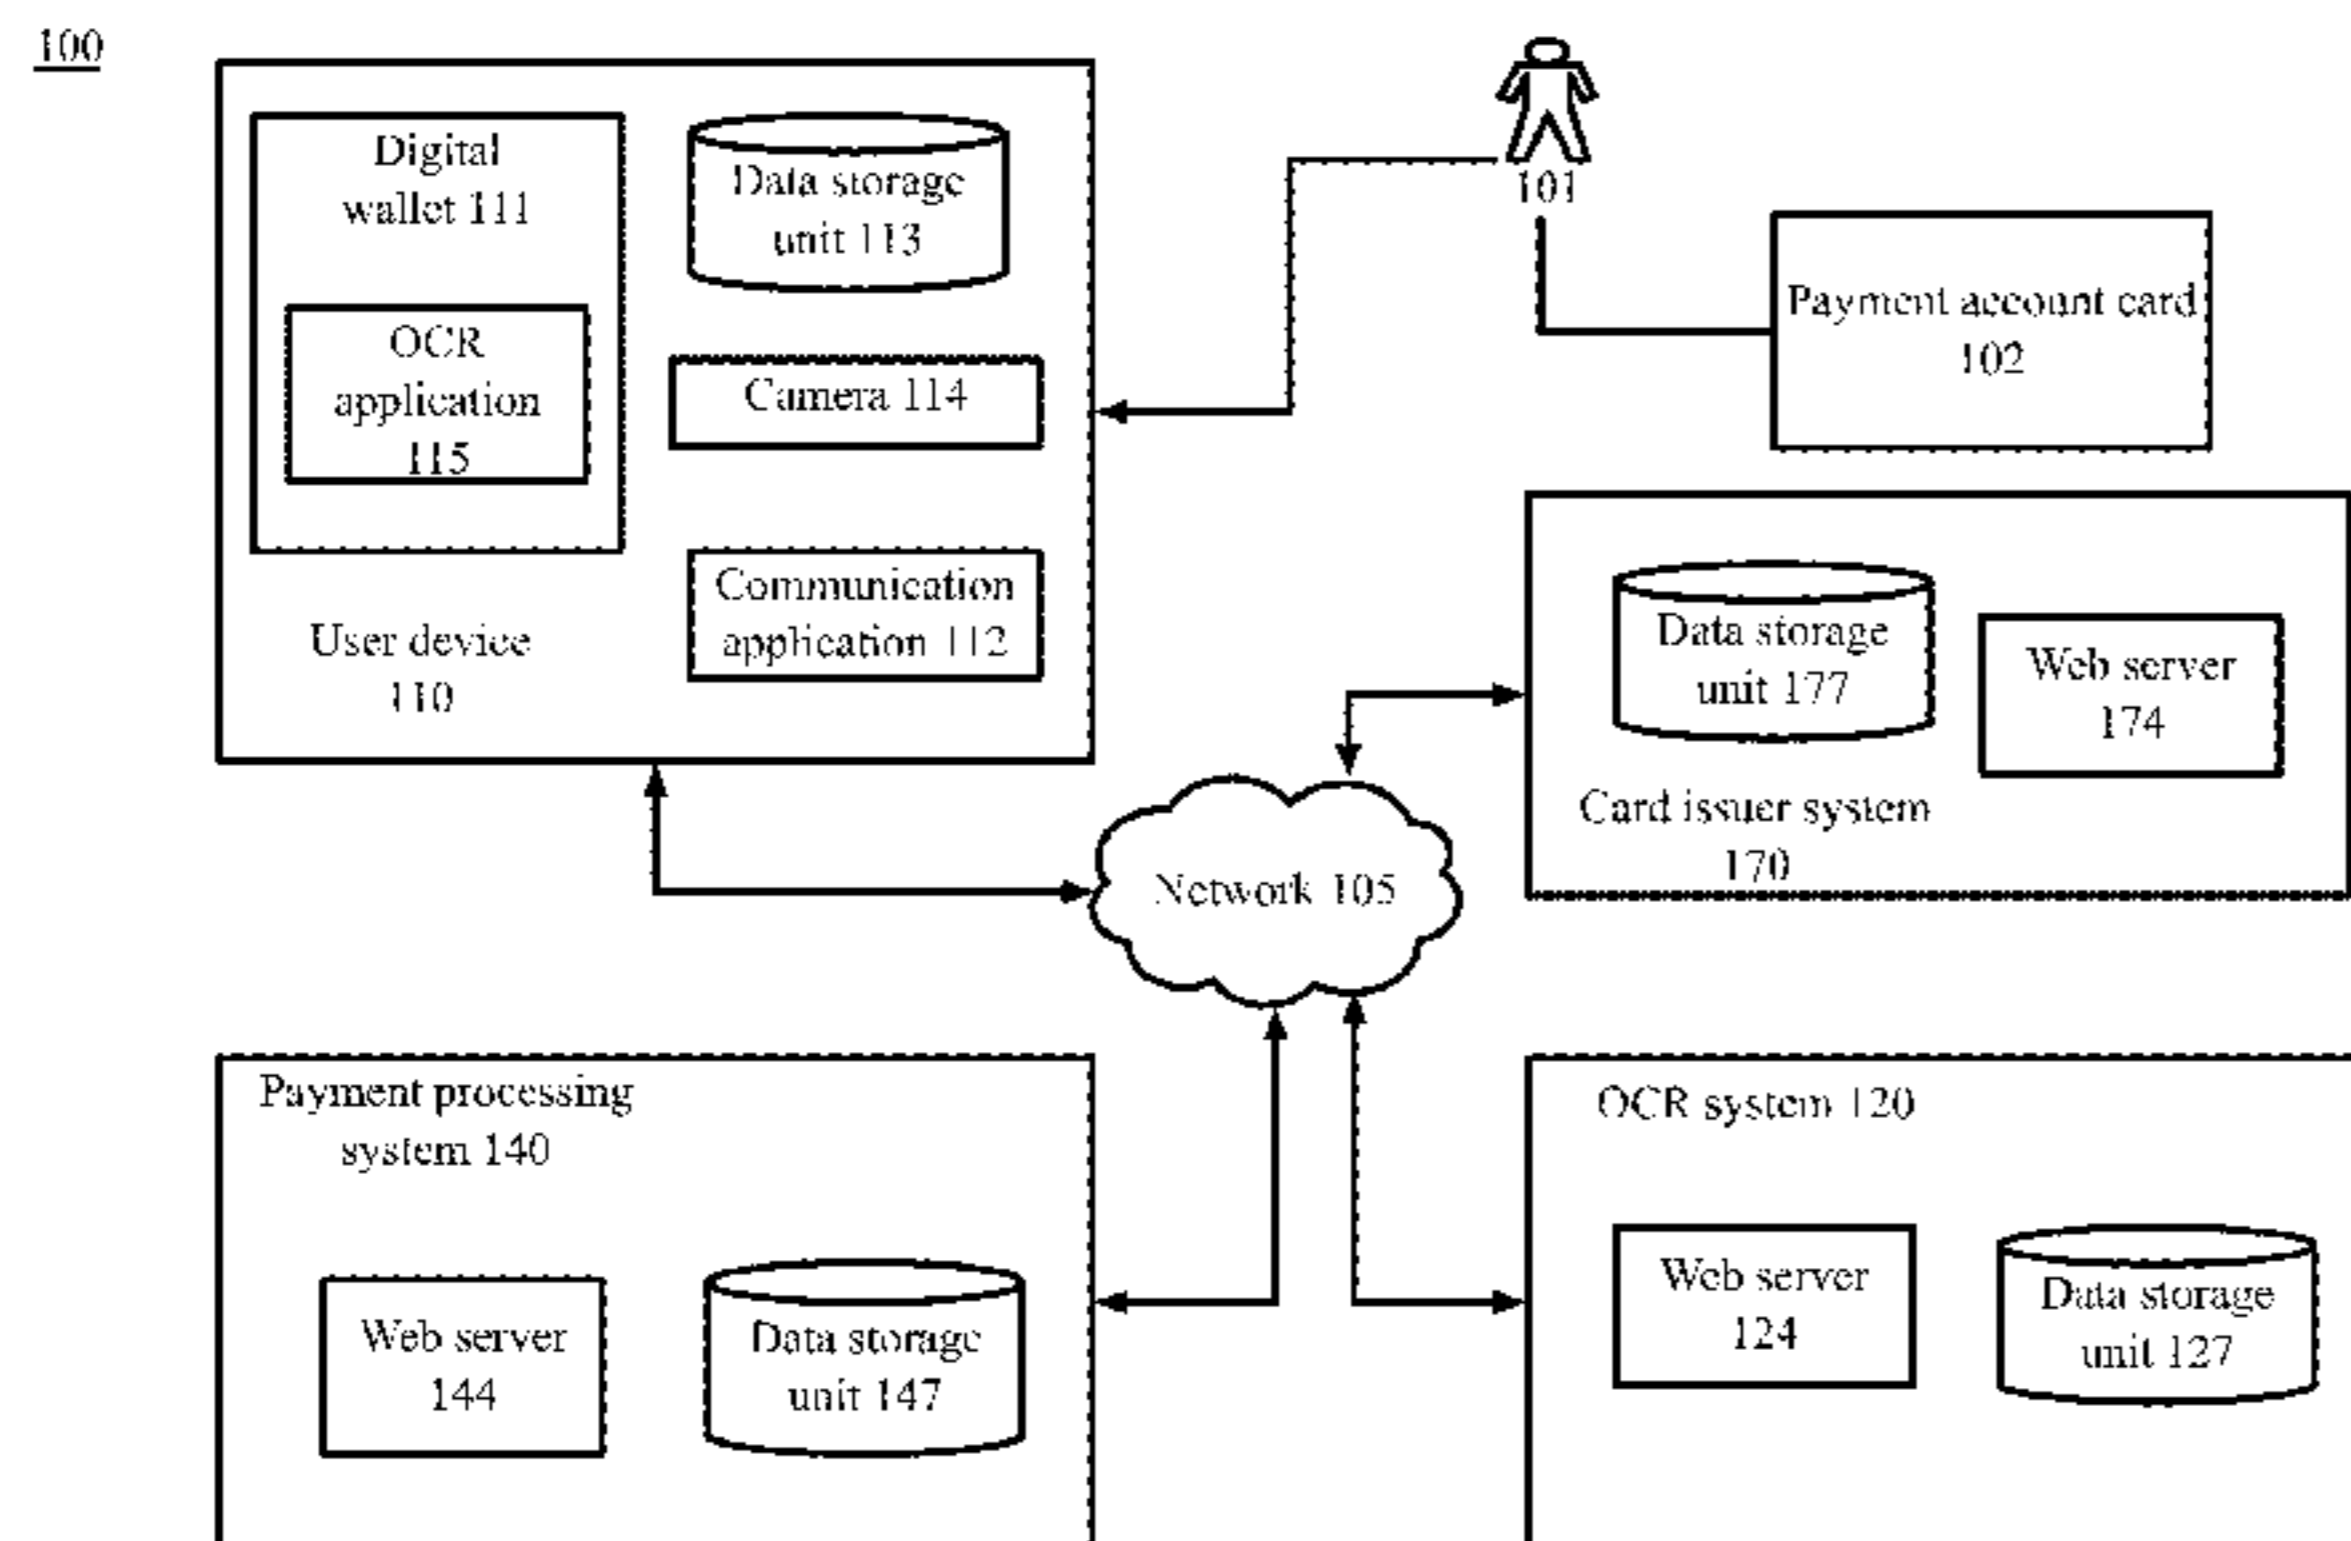 100
Digital
wallet 111
OCR
application
115
Data storage
unit 113
Camera 114
Communication
application 112
User device
110
101
Payment account card
102
Data storage
unit 177
Web server
174
Card issuer system
170
Network 105
Payment processing
system 140
Web server
144
Data storage
unit 147
OCR system 120
Web server
124
Data storage
unit 127